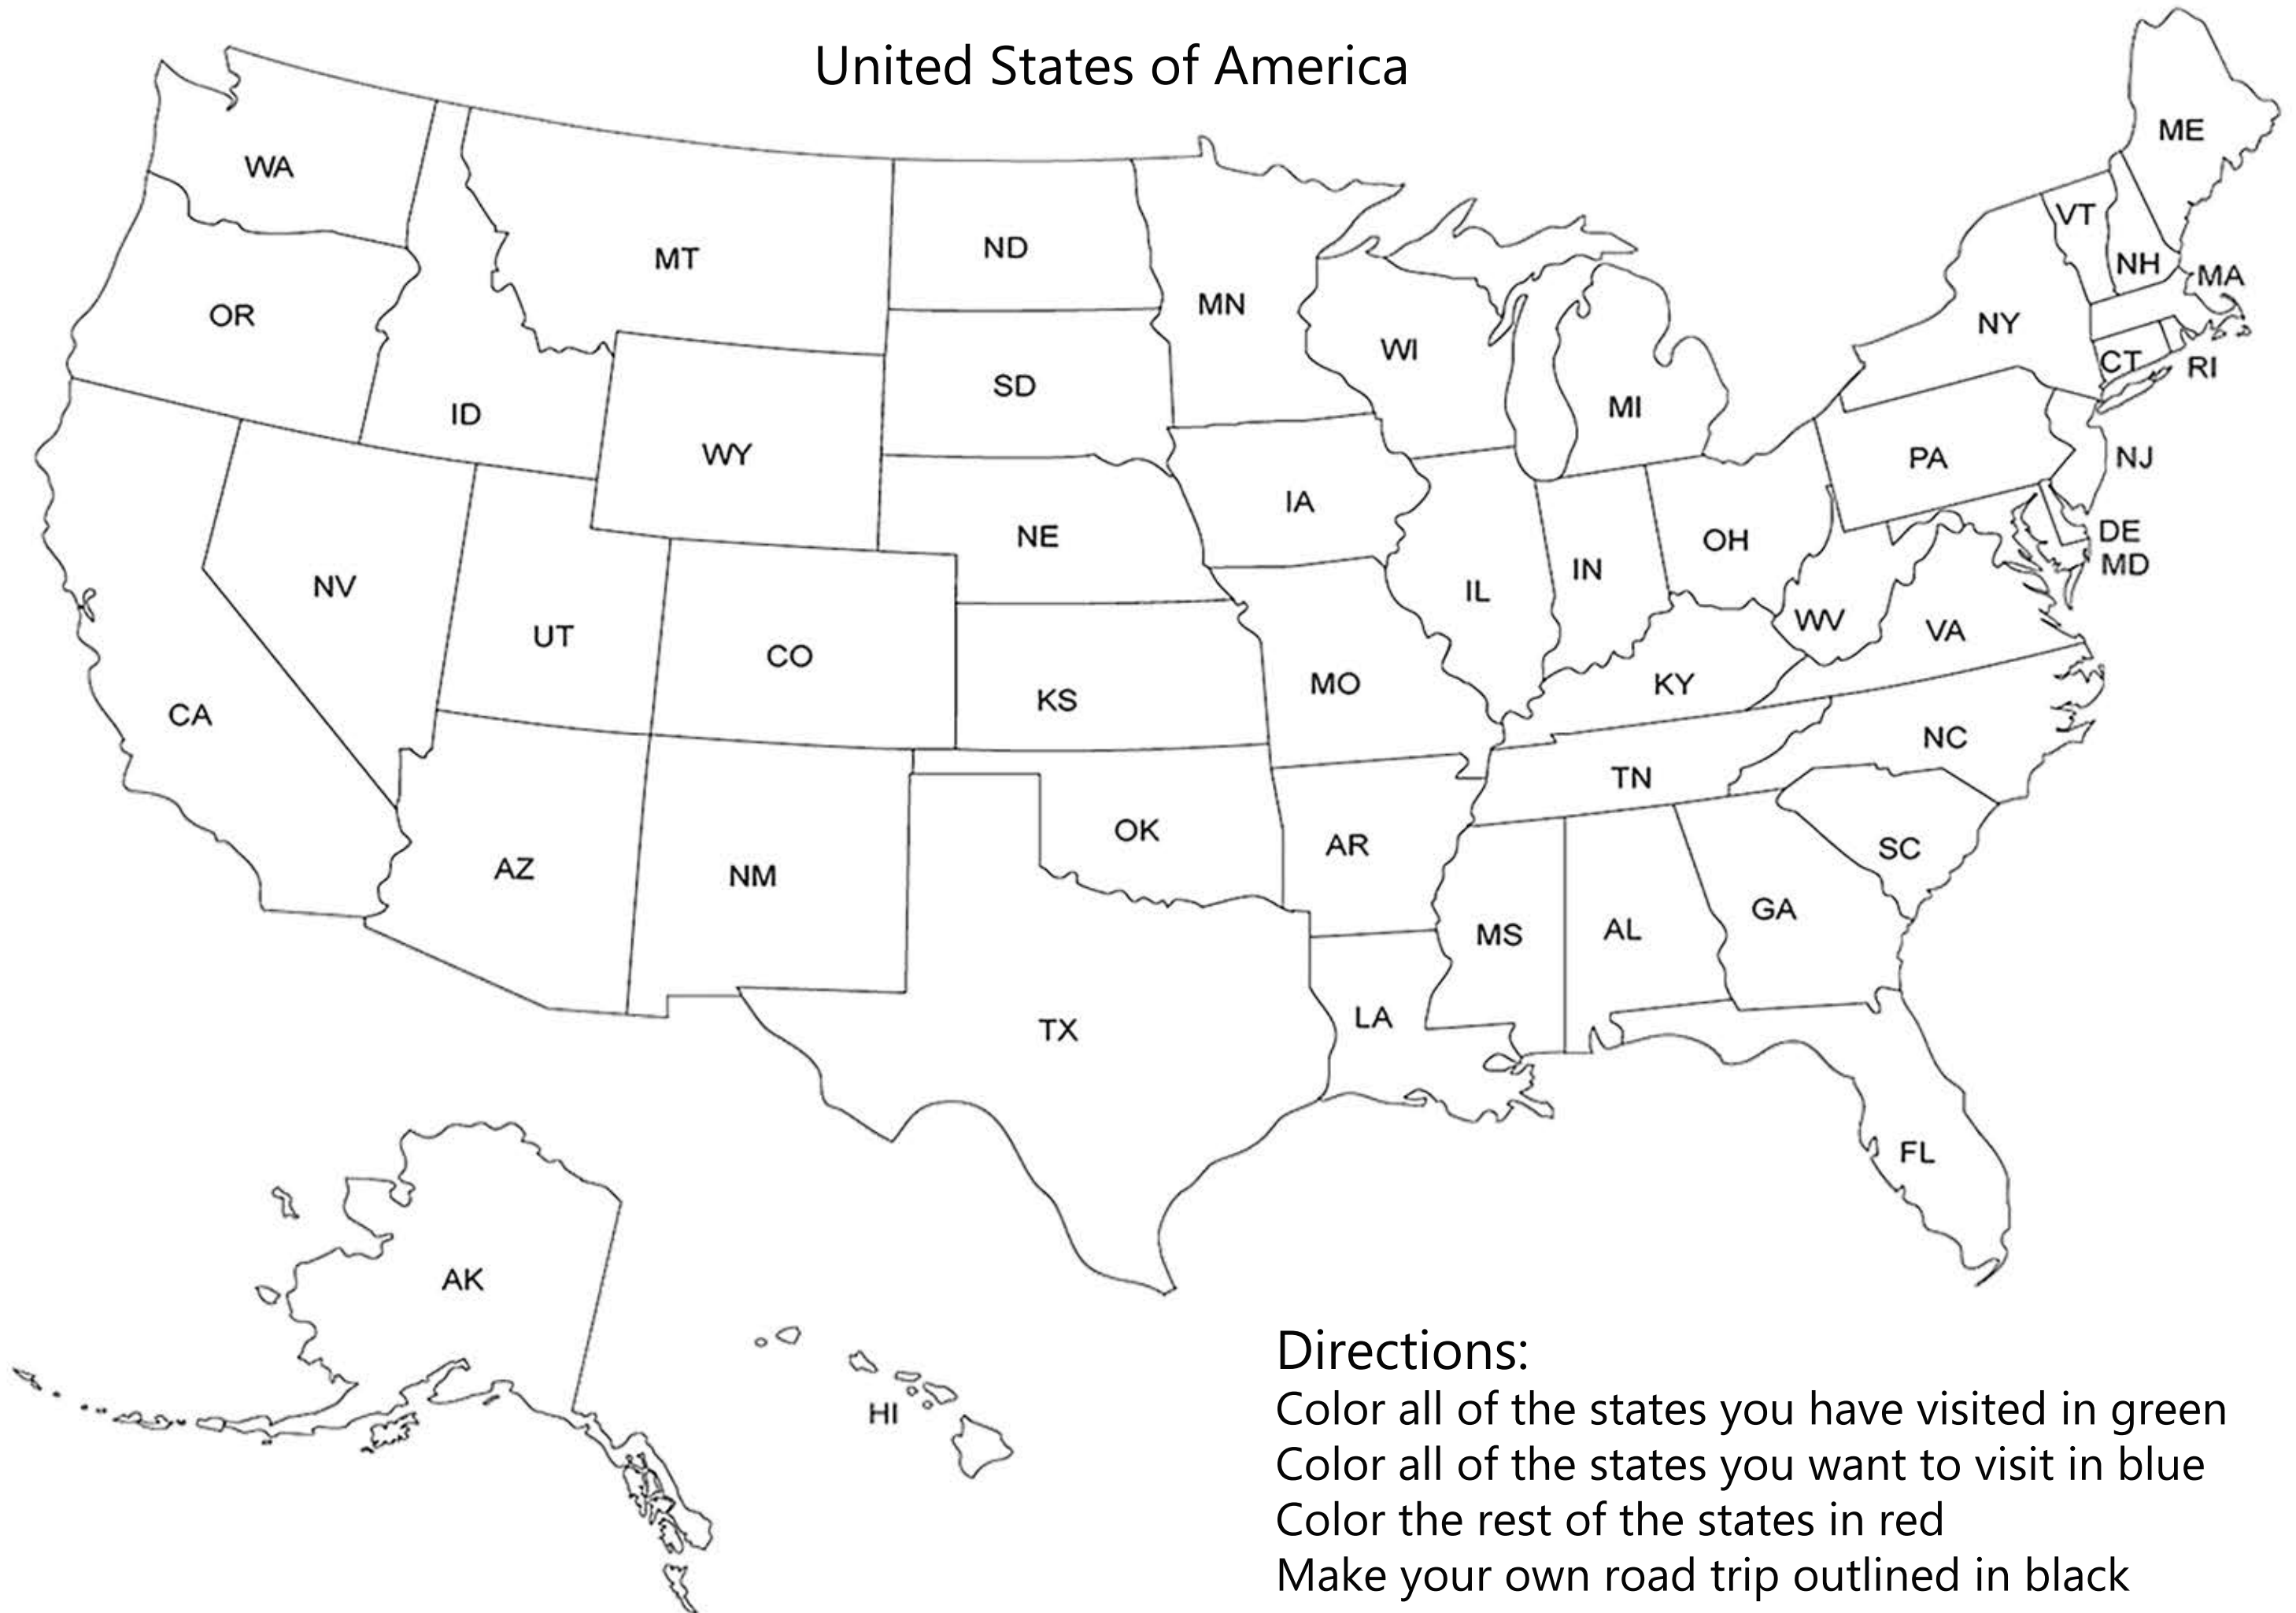 United States of America
ME
WA
VT
MT
ND
NH
MA
MN
OR
NY
WI
CT
RI
SD
MI
ID
WY
PA
NJ
IA
NE
OH
DE
MD
IN
NV
IL
WV
VA
UT
CO
MO
KY
KS
CA
NC
TN
OK
AR
SC
AZ
NM
GA
MS
AL
LA
TX
FL
AK
HI
Directions:
Color all of the states you have visited in green
Color all of the states you want to visit in blue
Color the rest of the states in red
Make your own road trip outlined in black